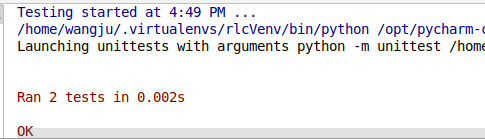 Testing started at 4:49 PM ...
/home/wangju/.virtualenvs/rlcVenv/bin/python /opt/pycharm-c
Launching unittests with arguments python -m unittest /home
Ran 2 tests in 0.002s
OK